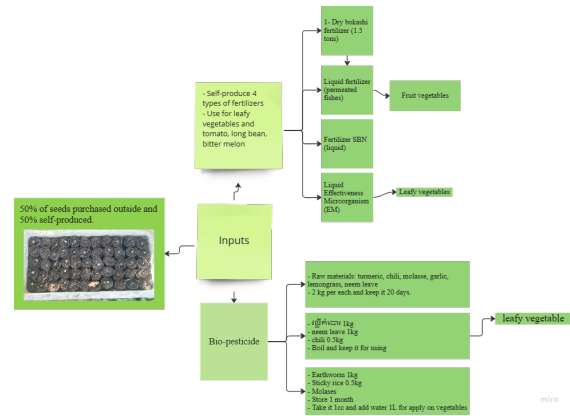 1- Dry bokashi
fertilizer (1.5
tons)
- Self-produce 4
types of fertilizers
- Use for leafy
vegetables and
tomato, long bean,
bitter melon
Liquid fertilizer
(permeated
fishes)
Fruit vegetables
Fertilizer SBN
(liquid)
Liquid
Effectiveness
Microorganism
(EM)
Leafy vegetables
50% of seeds purchased outside and
50% self-produced.
Inputs
- Raw materials: turmeric, chili, molasse, garlic,
lemongrass, neem leave
- 2 kg per each and keep it 20 days.
Bio-pesticide
- 1kg
- neem leave 1kg
- chili 0.5kg
- Boil and keep it for using
leafy vegetable
- Earthworm 1kg
- Sticky rice 0.5kg
- Molases
- Store 1 month
- Take it 1cc and add water 1L for apply on vegetables
miro